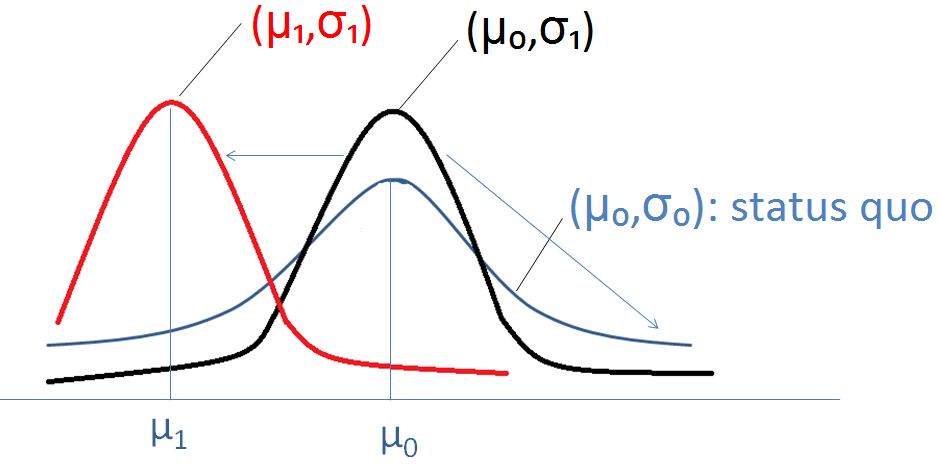 (μ₁,σ₁)
(μ₀,σ₁)
(μ₀,σ₀): status quo
μ₁
μ₀